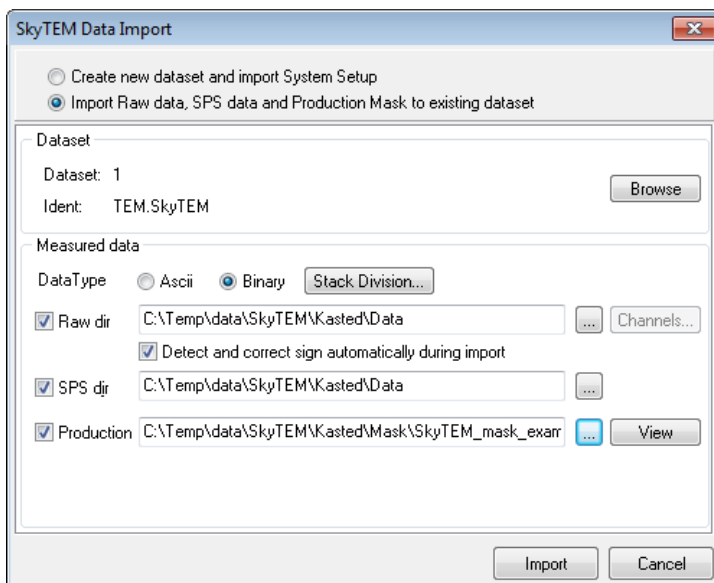 SkyTEM Data Import
Create new dataset and import System Setup
Import Raw data, SPS data and Production Mask to existing dataset
Dataset
Dataset: 1
Ident: TEM.SkyTEM
Browse
Measured data
DataType Ascii Binary Stack Division...
Raw dir C:\Temp\data\SkyTEM\Kasted\Data ... Channels...
Detect and correct sign automatically during import
SPS dir C:\Temp\data\SkyTEM\Kasted\Data ...
Production C:\Temp\data\SkyTEM\Kasted\Mask\SkyTEM_mask_exam ... View
Import Cancel